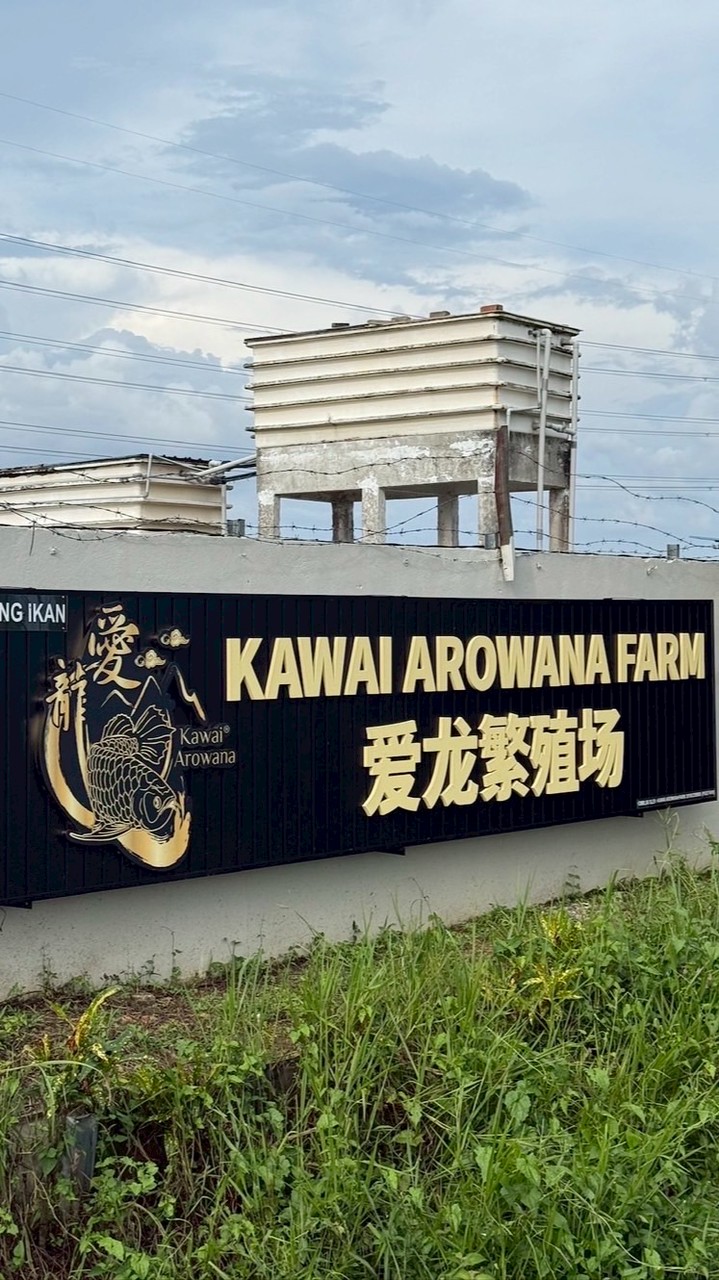 NG iKAN
愛
龍
Kawai®
Arowana
KAWAI AROWANA FARM
爱龙繁殖场